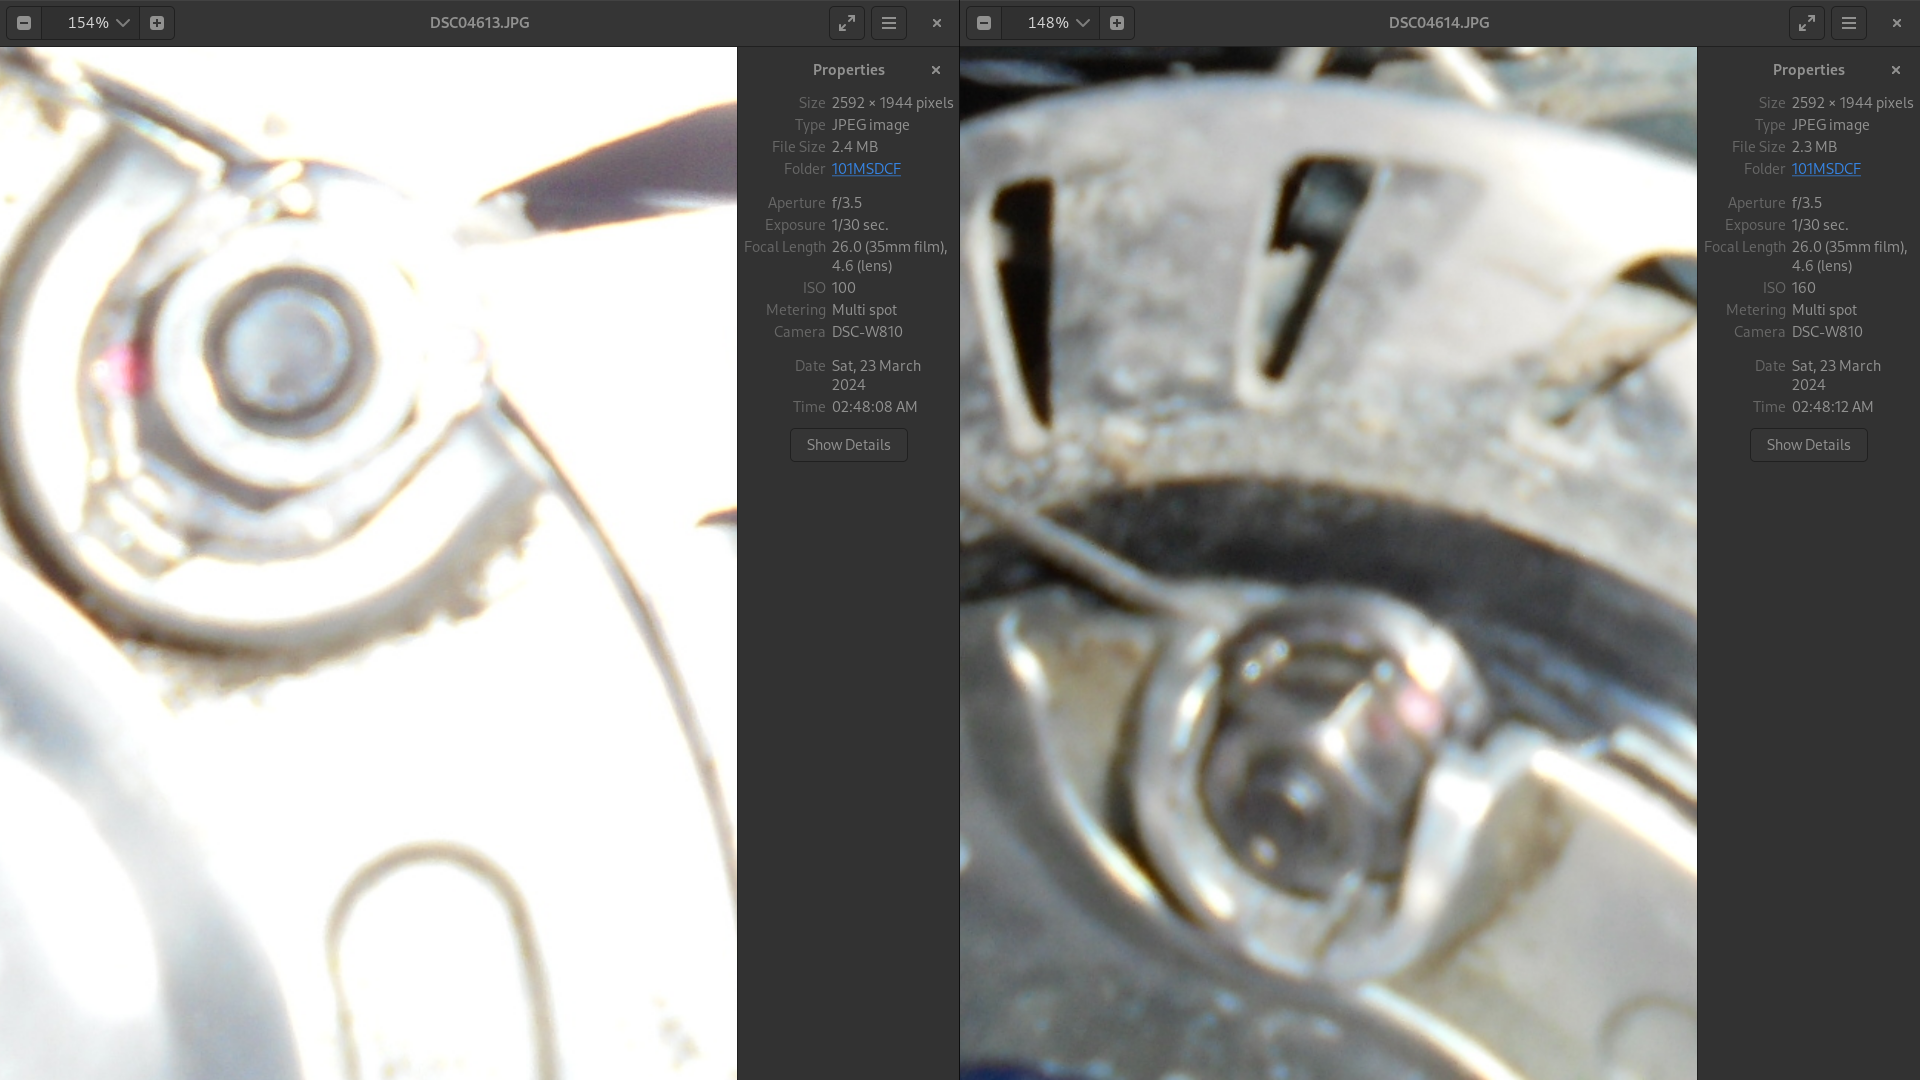 154%
DSC04613.JPG
Properties
Size 2592 × 1944 pixels
Type JPEG image
File Size 2.4 MB
Folder 101MSDCF
Aperture f/3.5
Exposure 1/30 sec.
Focal Length 26.0 (35mm film),
4.6 (lens)
ISO 100
Metering Multi spot
Camera DSC-W810
Date Sat, 23 March
2024
Time 02:48:08 AM
Show Details
148%
DSC04614.JPG
Properties
Size 2592 × 1944 pixels
Type JPEG image
File Size 2.3 MB
Folder 101MSDCF
Aperture f/3.5
Exposure 1/30 sec.
Focal Length 26.0 (35mm film),
4.6 (lens)
ISO 160
Metering Multi spot
Camera DSC-W810
Date Sat, 23 March
2024
Time 02:48:12 AM
Show Details